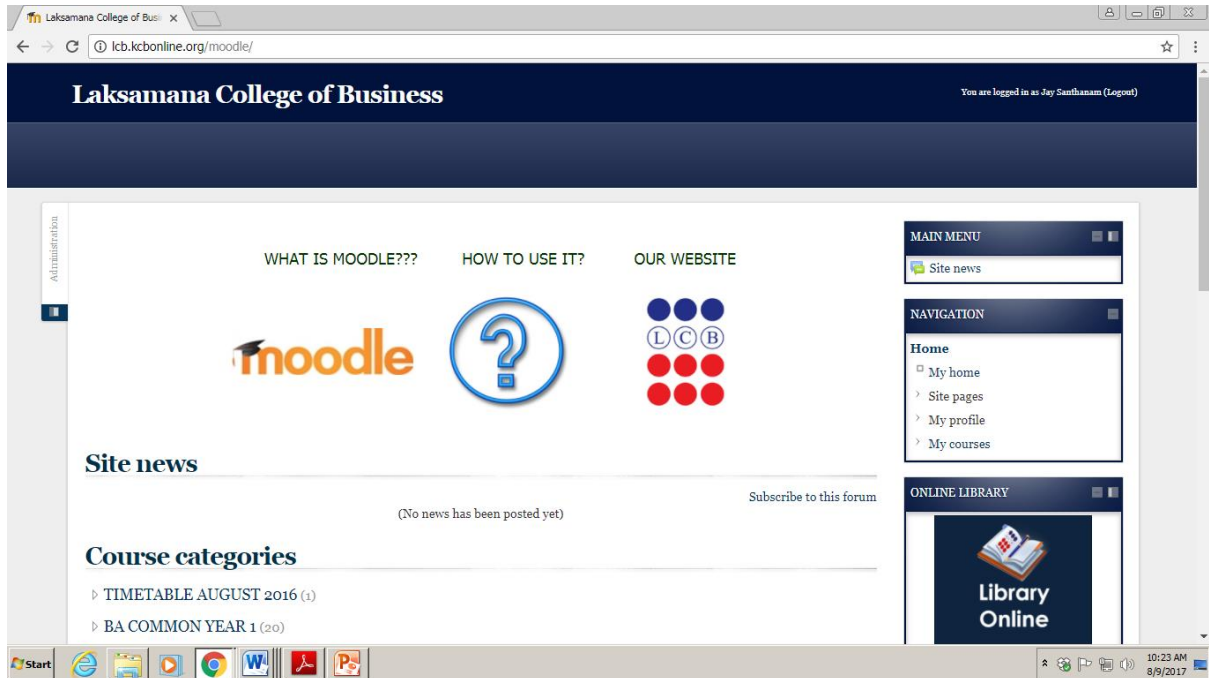 Laksamana College of Busi
lcb.kcbonline.org/moodle/
Laksamana College of Business
You are logged in as Jay Santhanam (Logout)
Administration
WHAT IS MOODLE??? HOW TO USE IT? OUR WEBSITE
moodle
?
L C B
Site news
Subscribe to this forum
(No news has been posted yet)
Course categories
TIMETABLE AUGUST 2016 (1)
BA COMMON YEAR 1 (20)
MAIN MENU
Site news
NAVIGATION
Home
My home
Site pages
My profile
My courses
ONLINE LIBRARY
Library
Online
Start
10:23 AM
8/9/2017